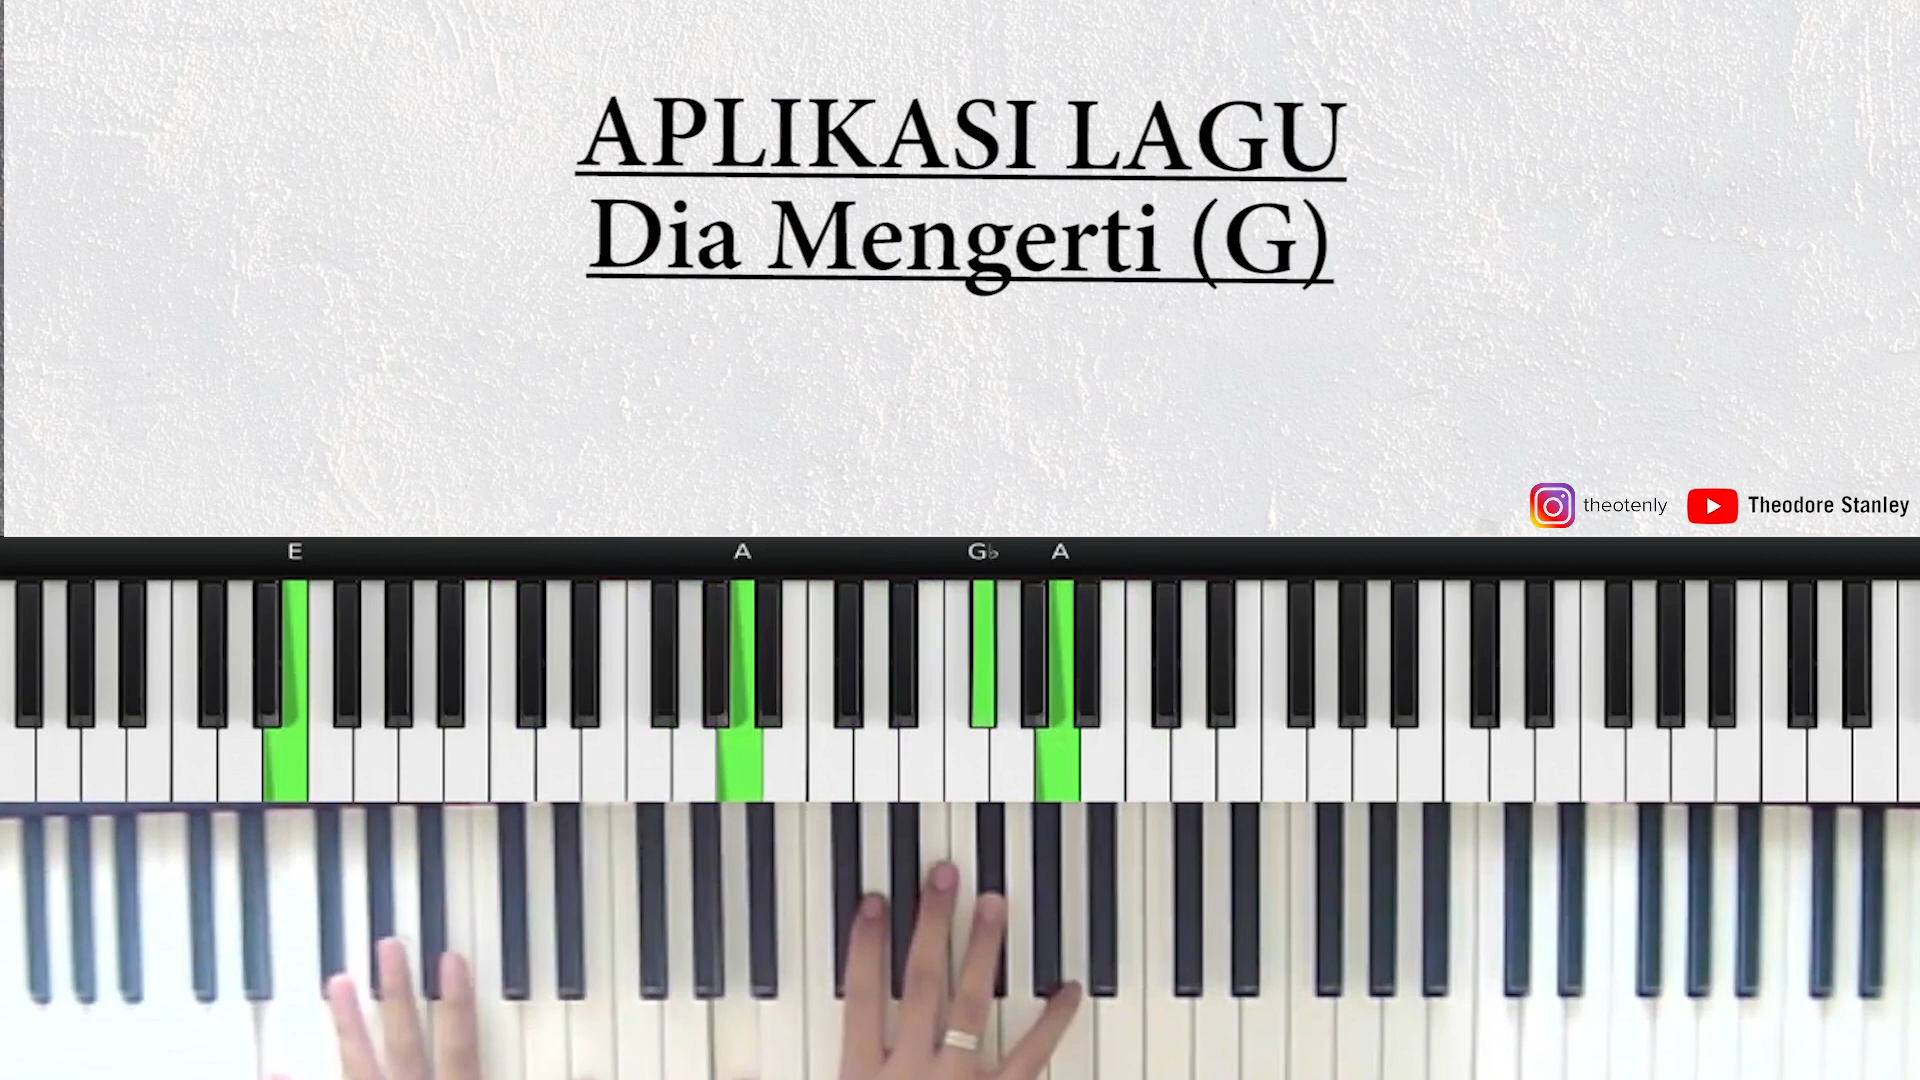 APLIKASI LAGU
Dia Mengerti (G)
theotenly Theodore Stanley
E A G♭ A